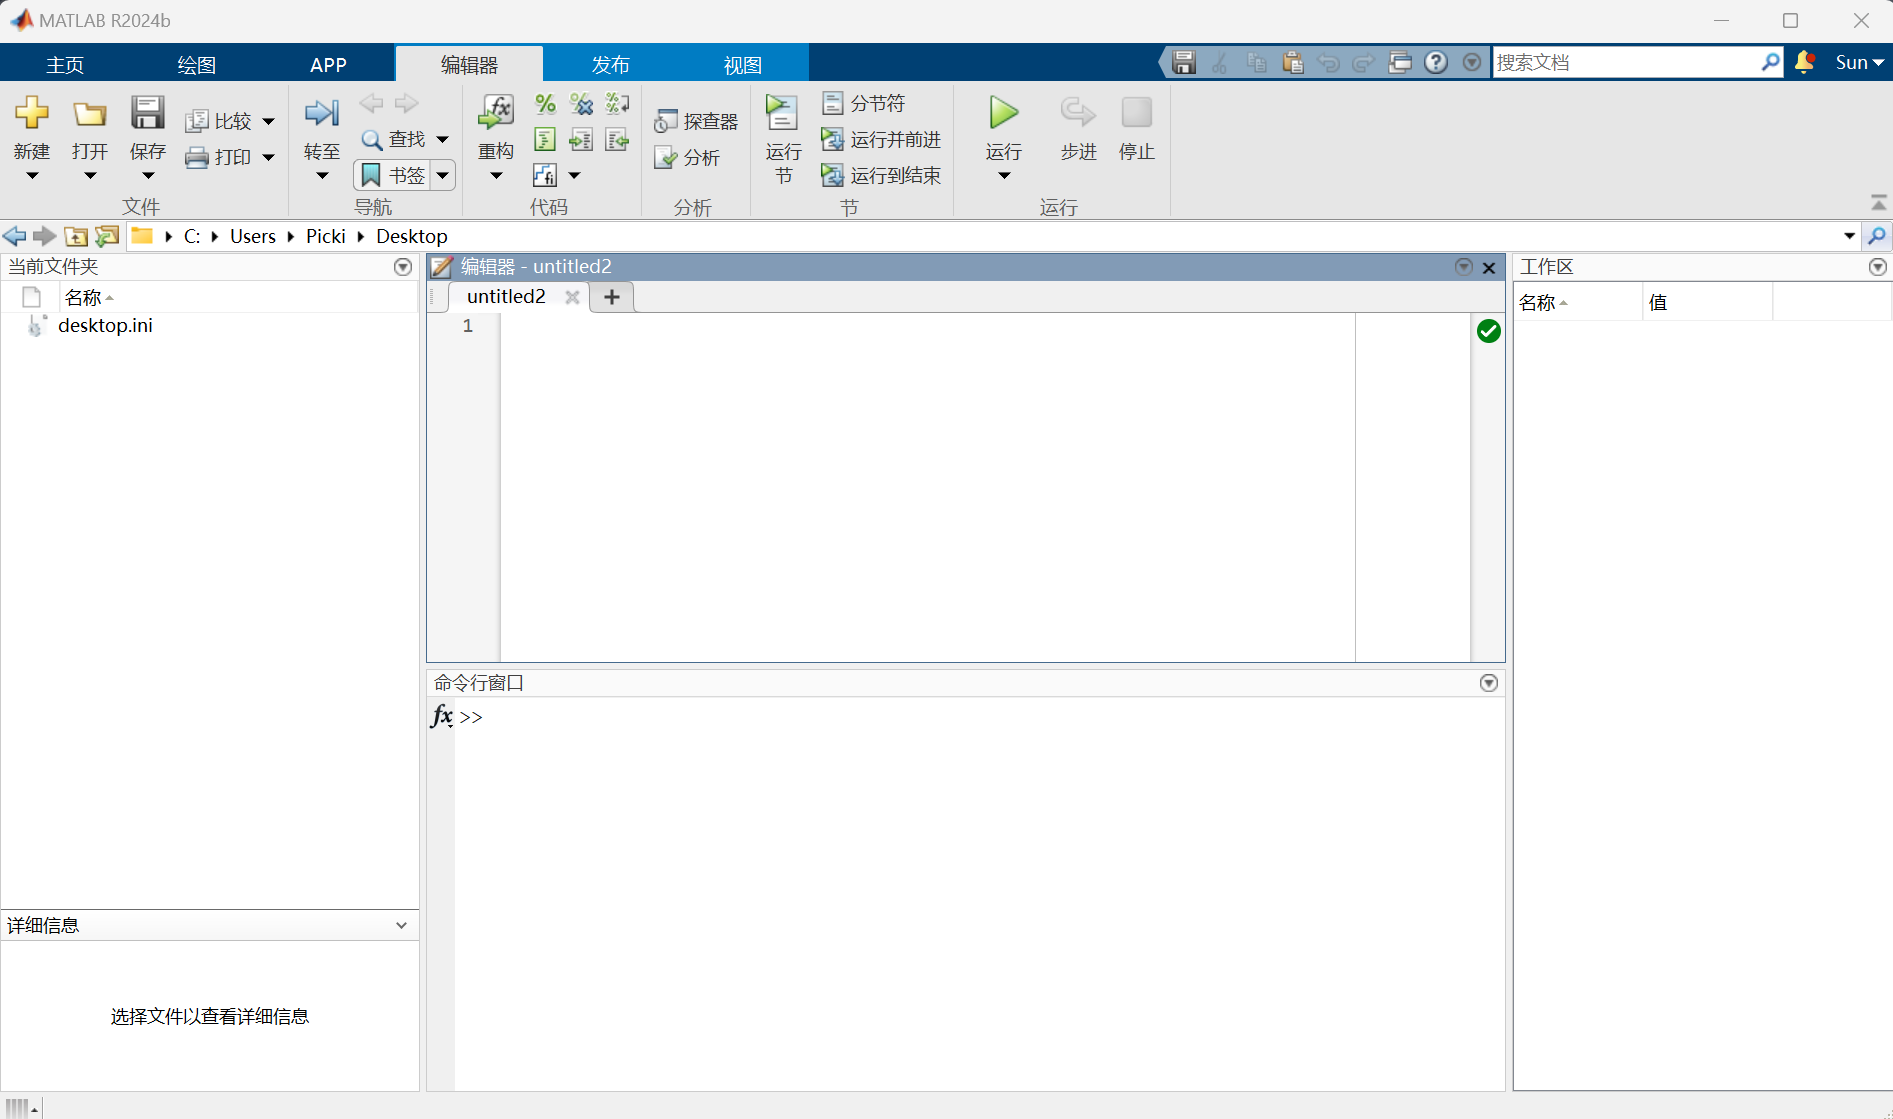 MATLAB R2024b
主页 绘图 APP 编辑器 发布 视图
搜索文档 Sun
新建 打开 保存 比较 打印
文件
转至 查找 书签
导航
重构
代码
探查器
分析
分析
运行节
分节符
运行并前进
运行到结束
节
运行 步进 停止
运行
C: Users Picki Desktop
当前文件夹
名称
desktop.ini
详细信息
选择文件以查看详细信息
编辑器 - untitled2
untitled2
1
命令行窗口
fx >>
工作区
名称 值